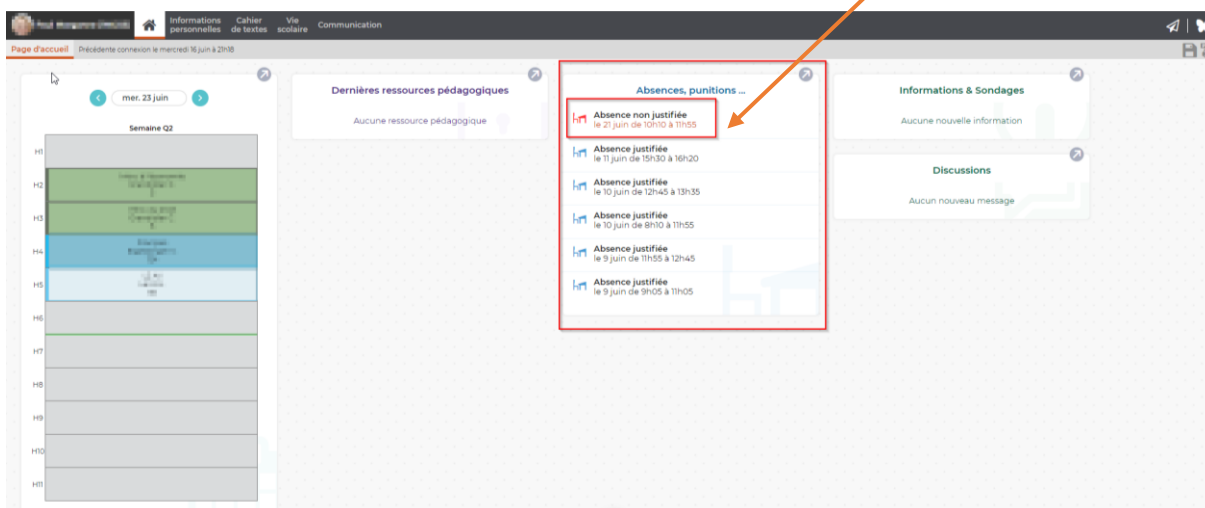 Informations personnelles
Cahier de textes
Vie scolaire
Communication
Page d'accueil
Précédente connexion le mercredi 16 juin à 21h18
mer. 23 juin
Semaine Q2
H1
H2
H3
H4
H5
H6
H7
H8
H9
H10
H11
Dernières ressources pédagogiques
Aucune ressource pédagogique
Absences, punitions ...
Absence non justifiée
le 21 juin de 10h10 à 11h55
Absence justifiée
le 11 juin de 15h30 à 16h20
Absence justifiée
le 10 juin de 12h45 à 13h35
Absence justifiée
le 10 juin de 8h10 à 11h55
Absence justifiée
le 9 juin de 11h55 à 12h45
Absence justifiée
le 9 juin de 9h05 à 11h05
Informations & Sondages
Aucune nouvelle information
Discussions
Aucun nouveau message